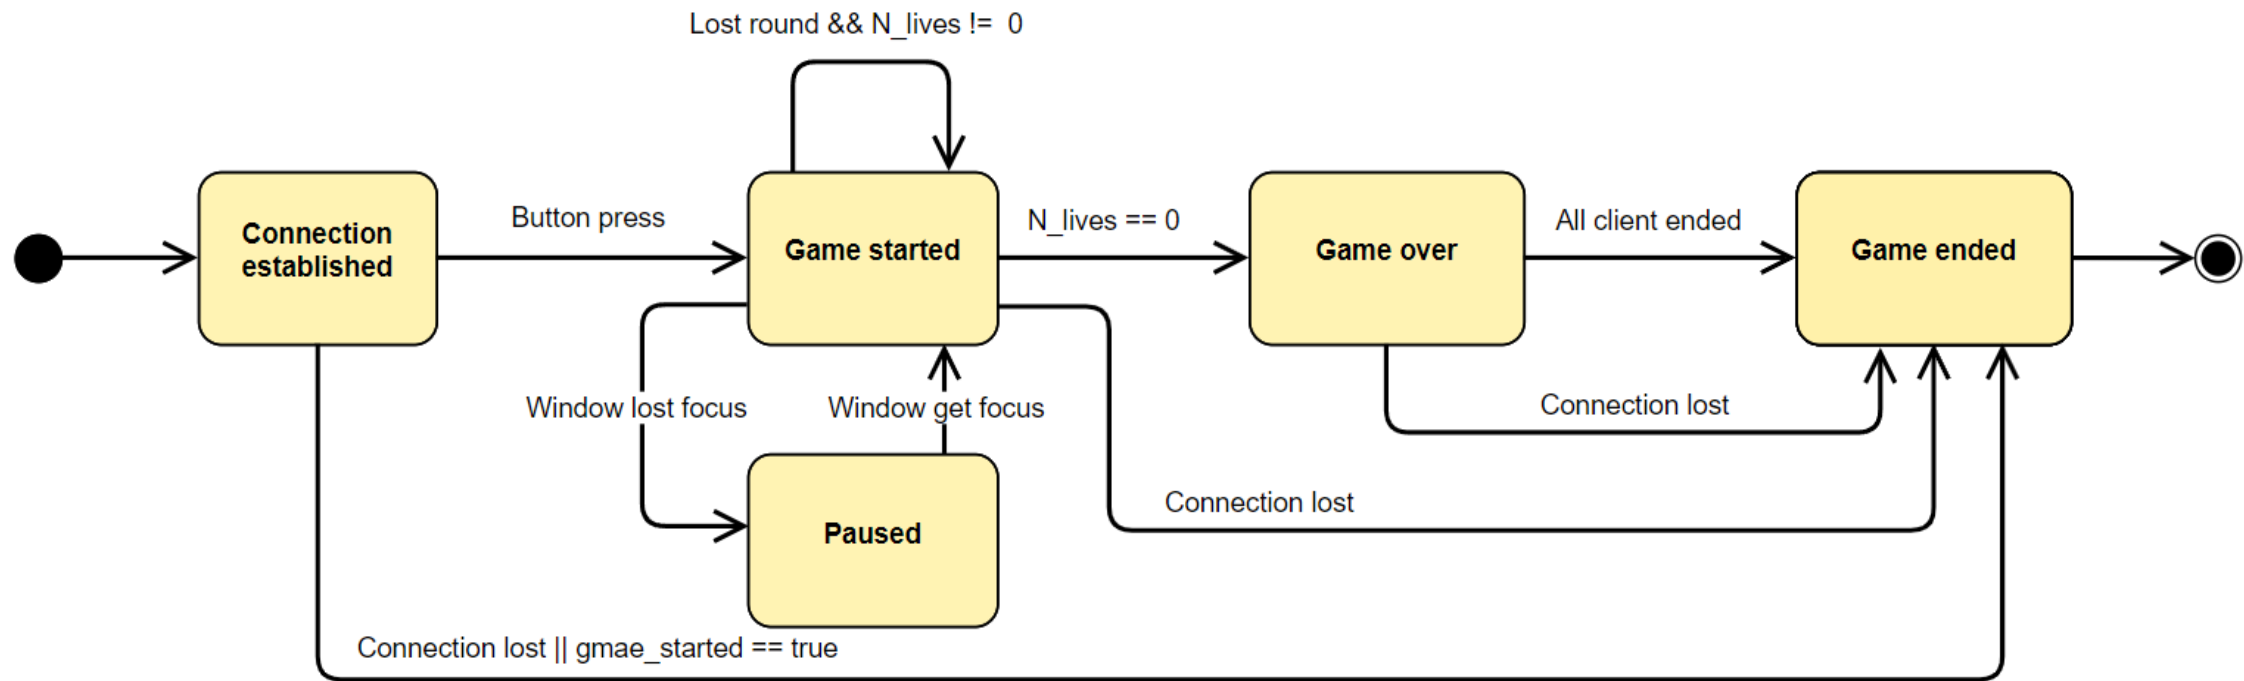 Lost round && N_lives !=  0
Connection
established
Button press
Game started
N_lives == 0
Game over
All client ended
Game ended
Window lost focus
Window get focus
Connection lost
Connection lost
Paused
Connection lost || gmae_started == true